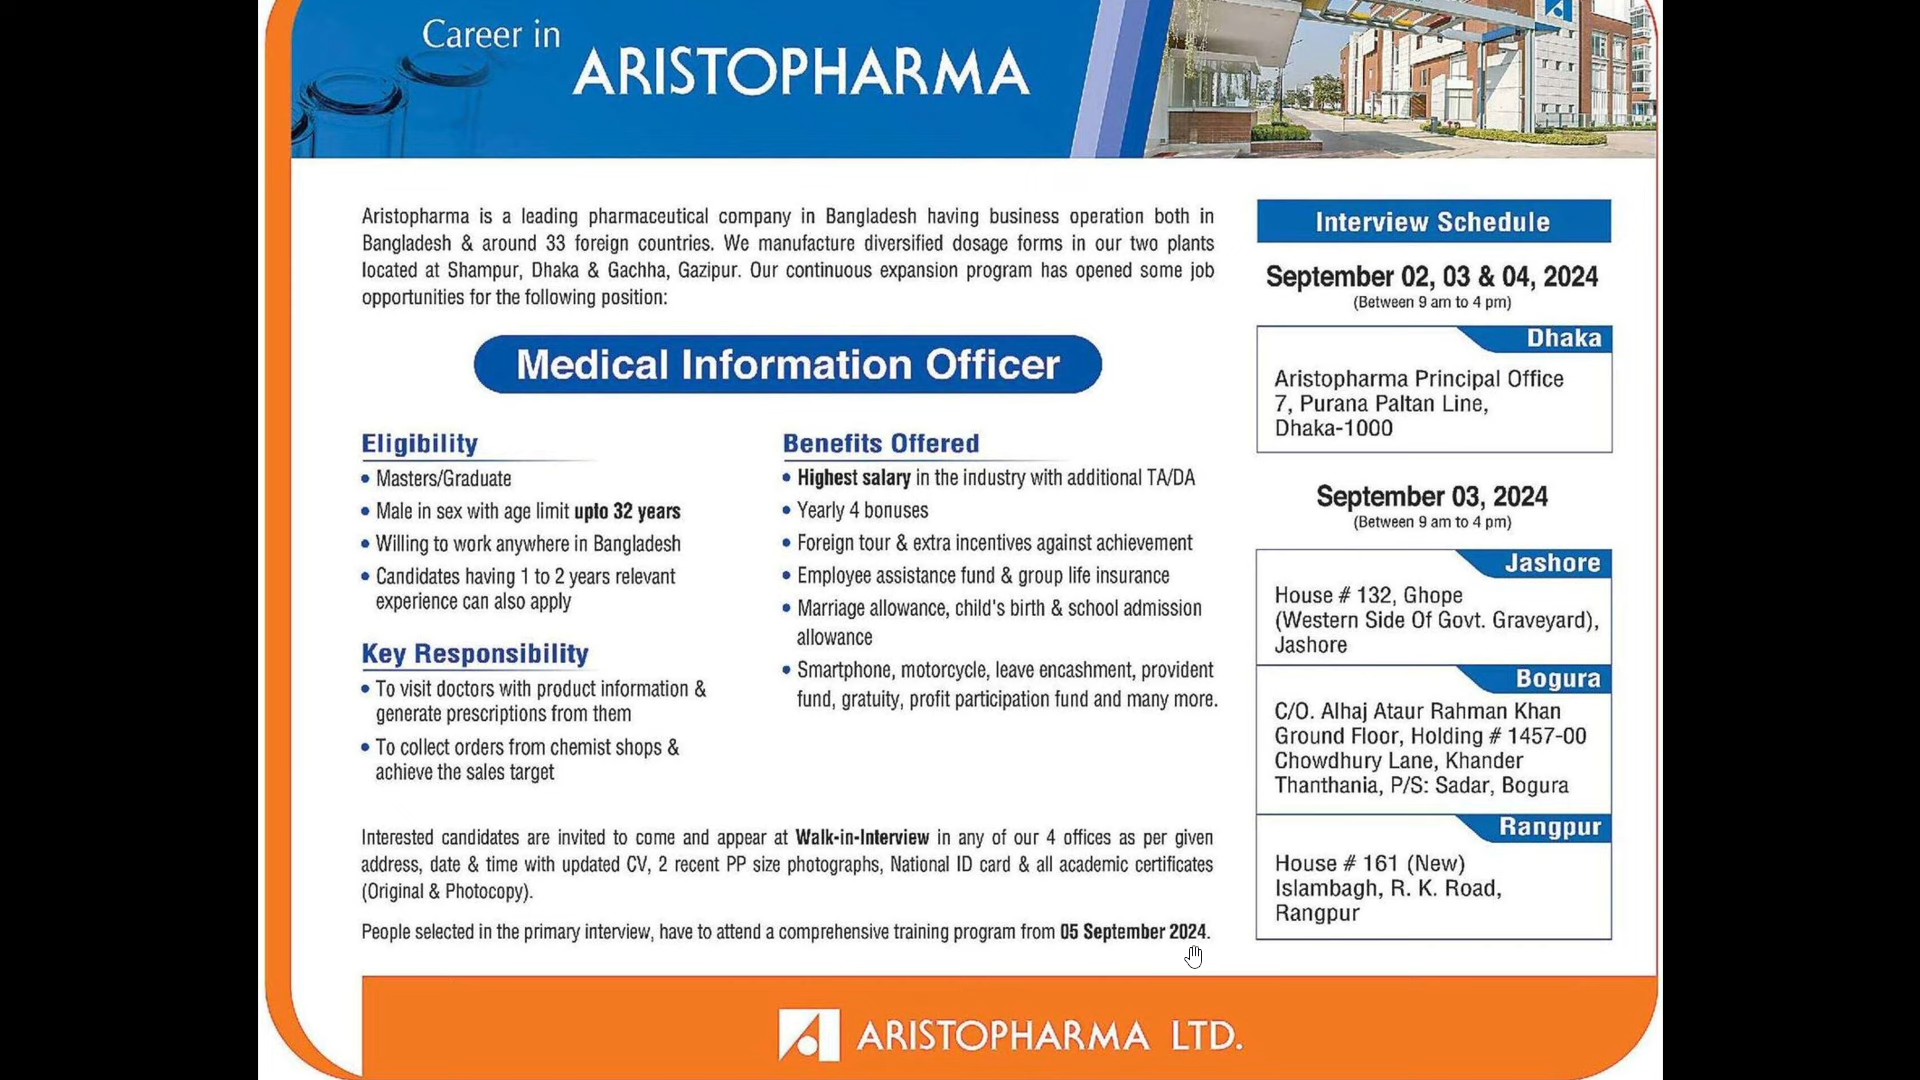 Career in
ARISTOPHARMA
Aristopharma is a leading pharmaceutical company in Bangladesh having business operation both in
Bangladesh & around 33 foreign countries. We manufacture diversified dosage forms in our two plants
located at Shampur, Dhaka & Gachha, Gazipur. Our continuous expansion program has opened some job
opportunities for the following position:
Medical Information Officer
Eligibility
• Masters/Graduate
• Male in sex with age limit upto 32 years
• Willing to work anywhere in Bangladesh
• Candidates having 1 to 2 years relevant
experience can also apply
Key Responsibility
• To visit doctors with product information &
generate prescriptions from them
• To collect orders from chemist shops &
achieve the sales target
Benefits Offered
• Highest salary in the industry with additional TA/DA
• Yearly 4 bonuses
• Foreign tour & extra incentives against achievement
• Employee assistance fund & group life insurance
• Marriage allowance, child's birth & school admission
allowance
• Smartphone, motorcycle, leave encashment, provident
fund, gratuity, profit participation fund and many more.
Interested candidates are invited to come and appear at Walk-in-Interview in any of our 4 offices as per given
address, date & time with updated CV, 2 recent PP size photographs, National ID card & all academic certificates
(Original & Photocopy).
People selected in the primary interview, have to attend a comprehensive training program from 05 September 2024.
Interview Schedule
September 02, 03 & 04, 2024
(Between 9 am to 4 pm)
Dhaka
Aristopharma Principal Office
7, Purana Paltan Line,
Dhaka-1000
September 03, 2024
(Between 9 am to 4 pm)
Jashore
House # 132, Ghope
(Western Side Of Govt. Graveyard),
Jashore
Bogura
C/O. Alhaj Ataur Rahman Khan
Ground Floor, Holding # 1457-00
Chowdhury Lane, Khander
Thanthania, P/S: Sadar, Bogura
Rangpur
House # 161 (New)
Islambagh, R. K. Road,
Rangpur
ARISTOPHARMA LTD.